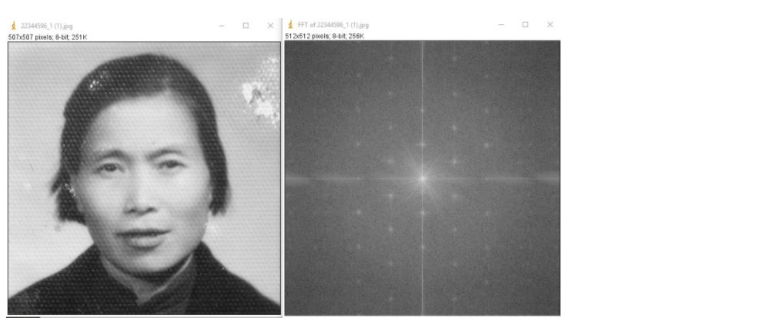 22344596_1 (1).jpg
507x507 pixels; 8-bit; 251K
FFT of 22344596_1 (1).jpg
512x512 pixels; 8-bit; 256K